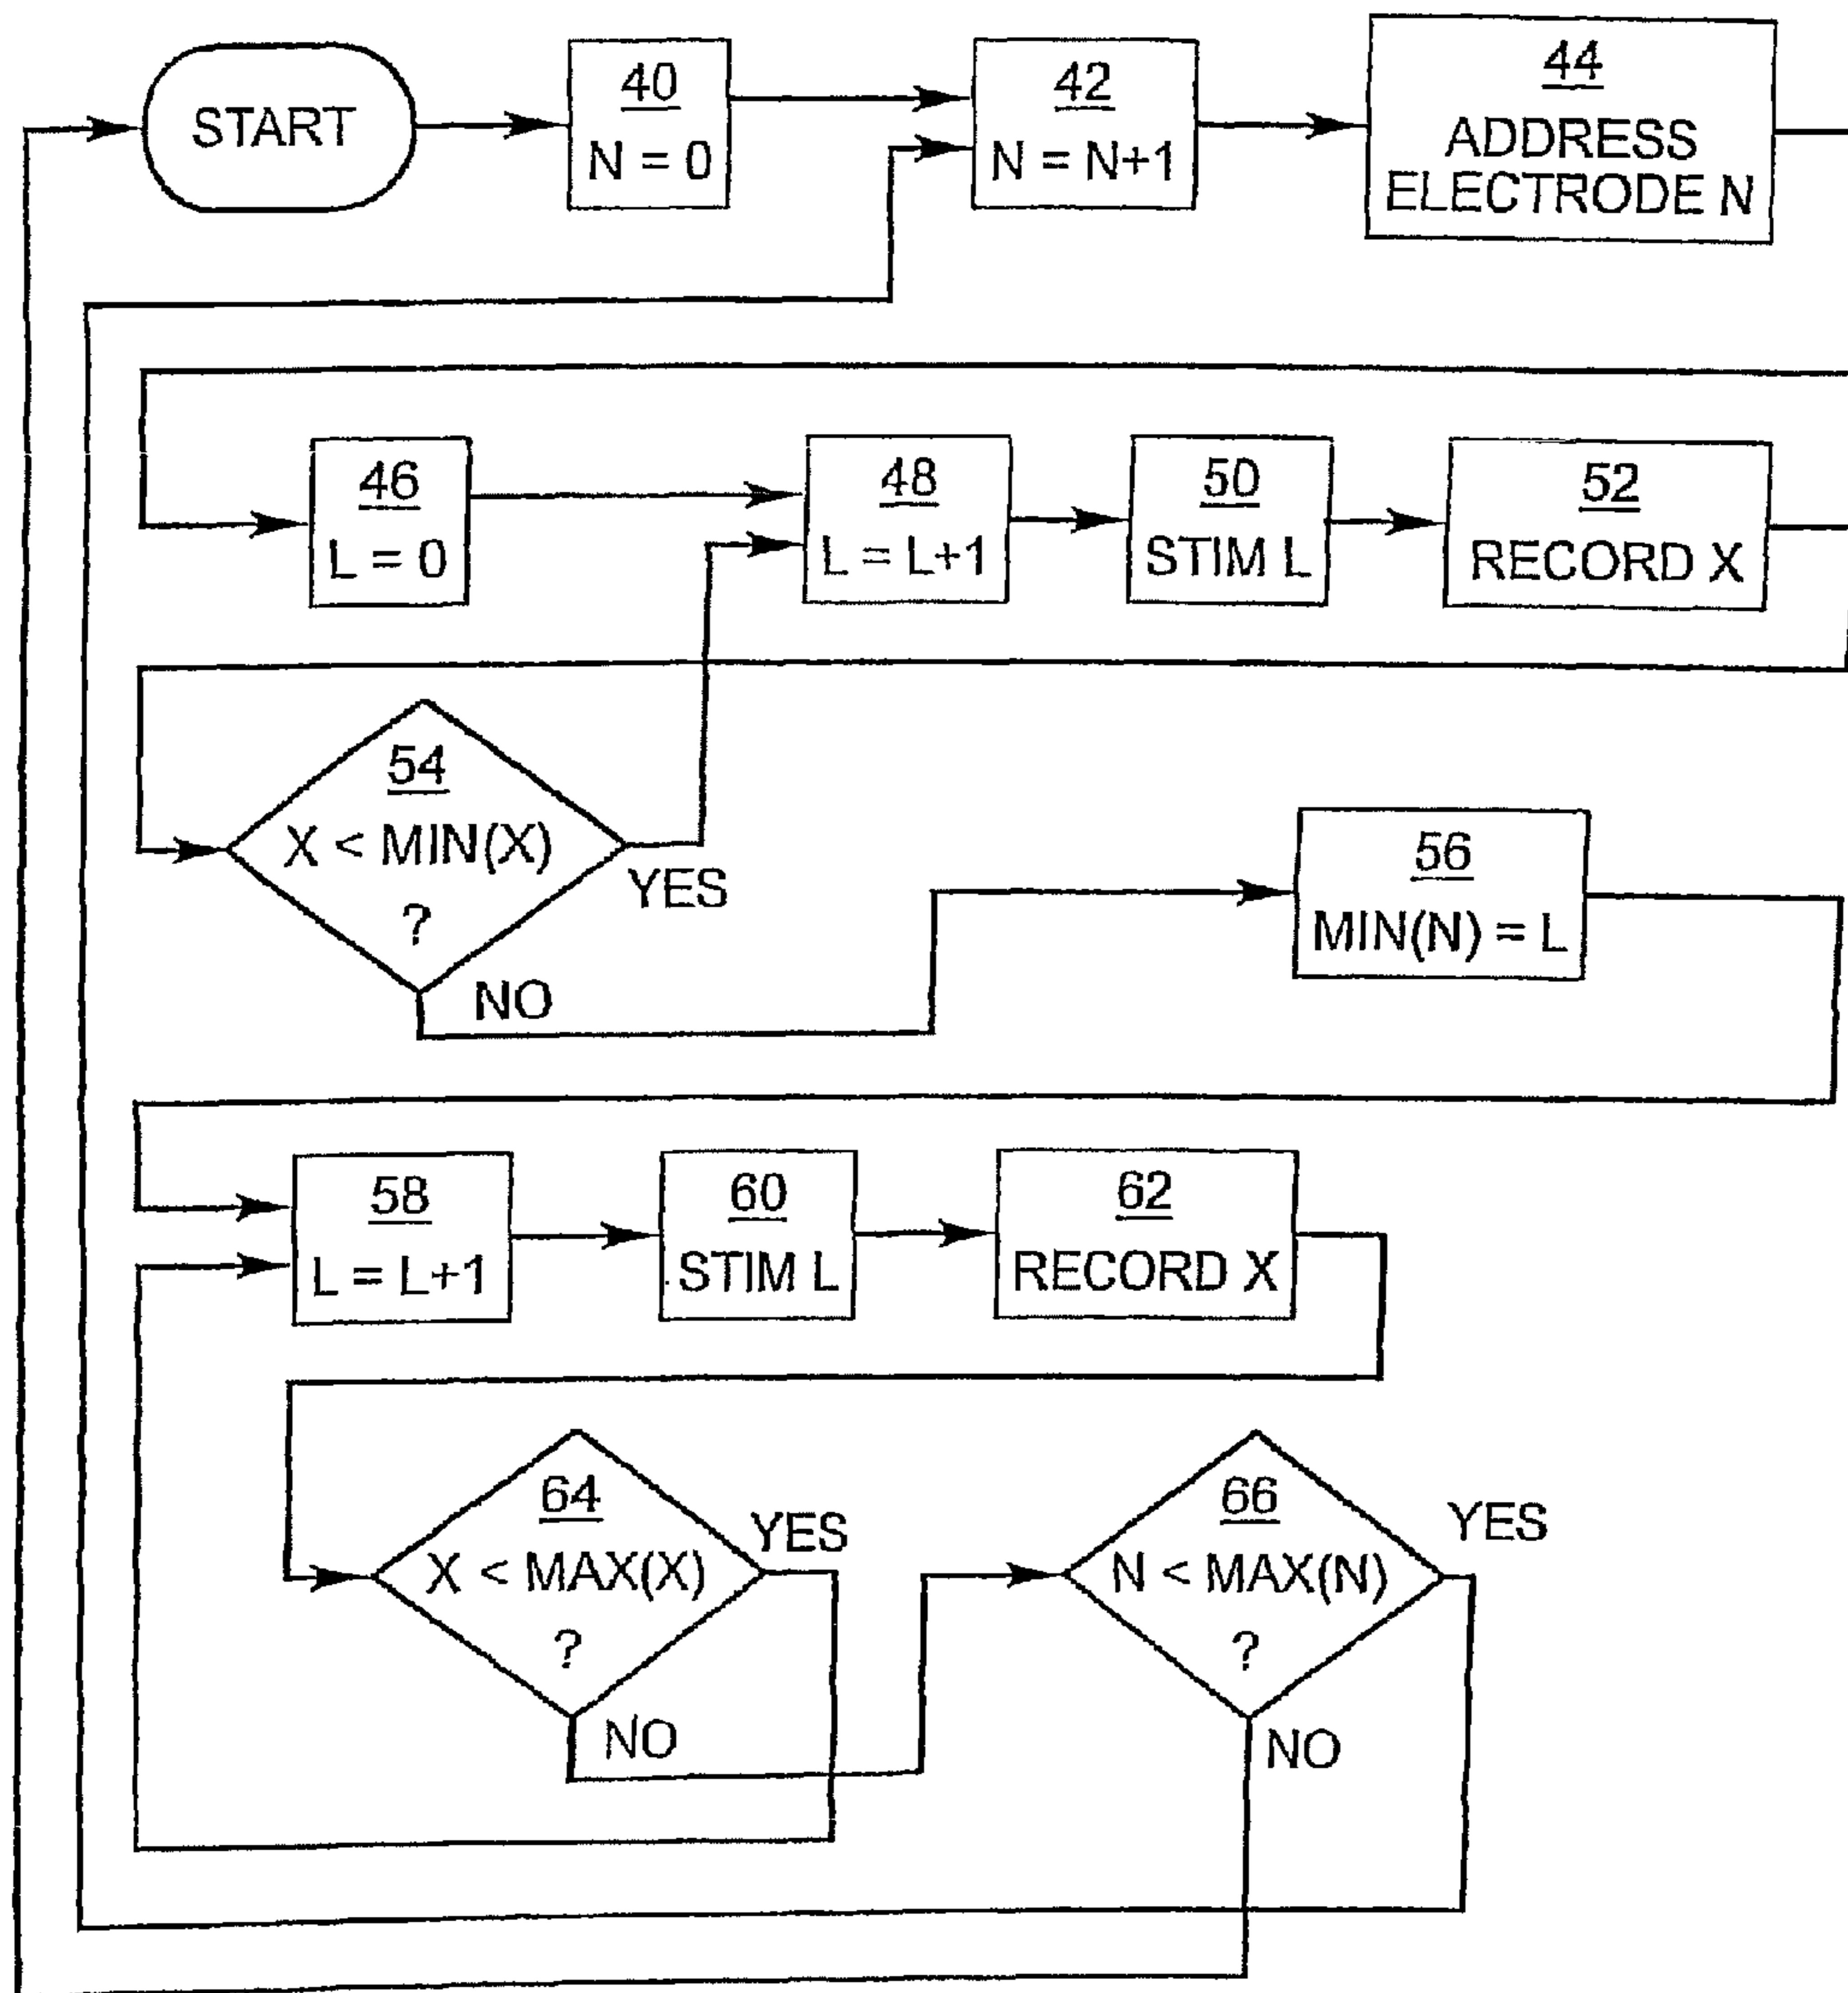 START
40
N = 0
42
N = N+1
44
ADDRESS
ELECTRODE N
46
L = 0
48
L = L+1
50
STIM L
52
RECORD X
54
X < MIN(X)
?
YES
NO
56
MIN(N) = L
58
L = L+1
60
STIM L
62
RECORD X
64
X < MAX(X)
?
YES
NO
66
N < MAX(N)
?
YES
NO